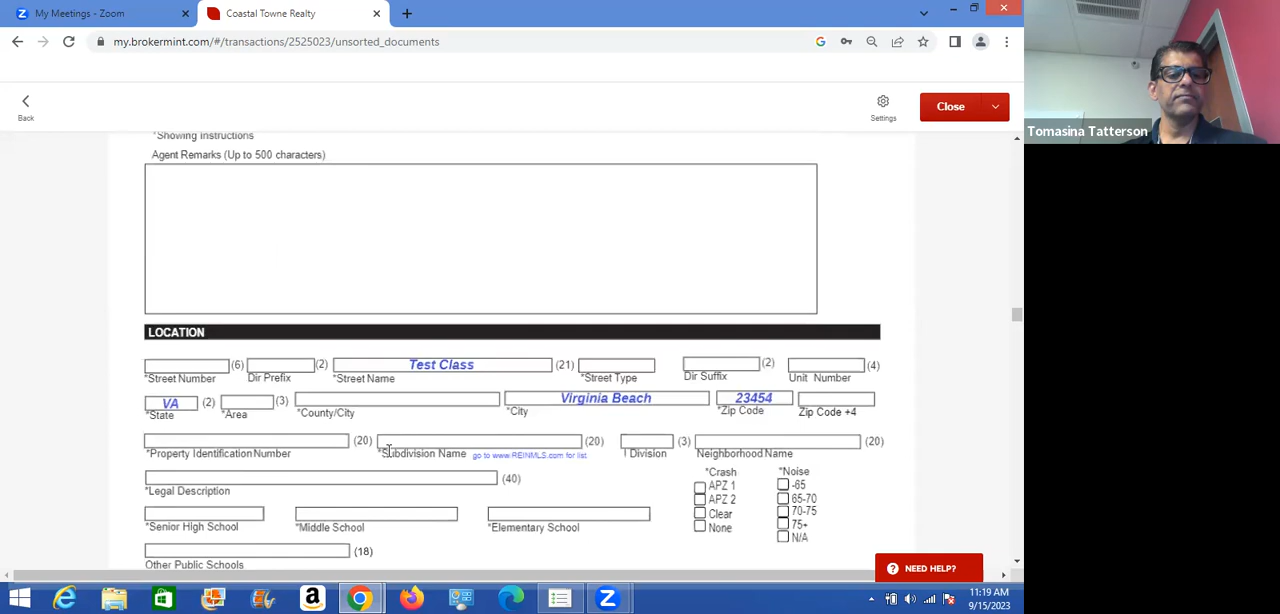 My Meetings - Zoom
Coastal Towne Realty
my.brokermint.com/#/transactions/2525023/unsorted_documents
Back
Settings
Close
Tomasina Tatterson
*Showing Instructions
Agent Remarks (Up to 500 characters)
LOCATION
(6) (2) Test Class (21) (2) (4)
*Street Number Dir Prefix *Street Name *Street Type Dir Suffix Unit Number
VA (2) (3) Virginia Beach 23454
*State *Area *County/City *City *Zip Code Zip Code +4
(20) (20) (3) (20)
*Property Identification Number *Subdivision Name go to www.REINMLS.com for list Division Neighborhood Name
(40)
*Legal Description
*Crash *Noise
APZ 1 -65
APZ 2 65-70
Clear 70-75
None 75+
N/A
*Senior High School *Middle School *Elementary School
(18)
Other Public Schools
? NEED HELP?
11:19 AM
9/15/2023